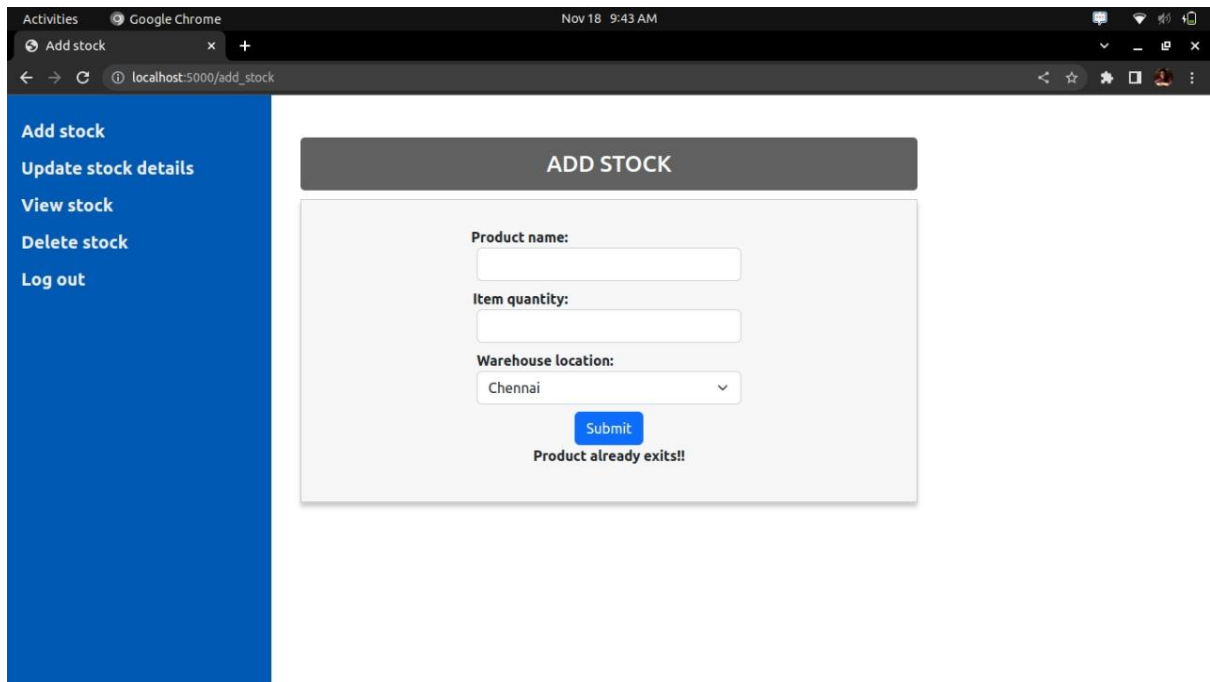 Activities Google Chrome Nov 18 9:43 AM
Add stock
localhost:5000/add_stock
Add stock
Update stock details
View stock
Delete stock
Log out
ADD STOCK
Product name:
Item quantity:
Warehouse location:
Chennai
Submit
Product already exits!!